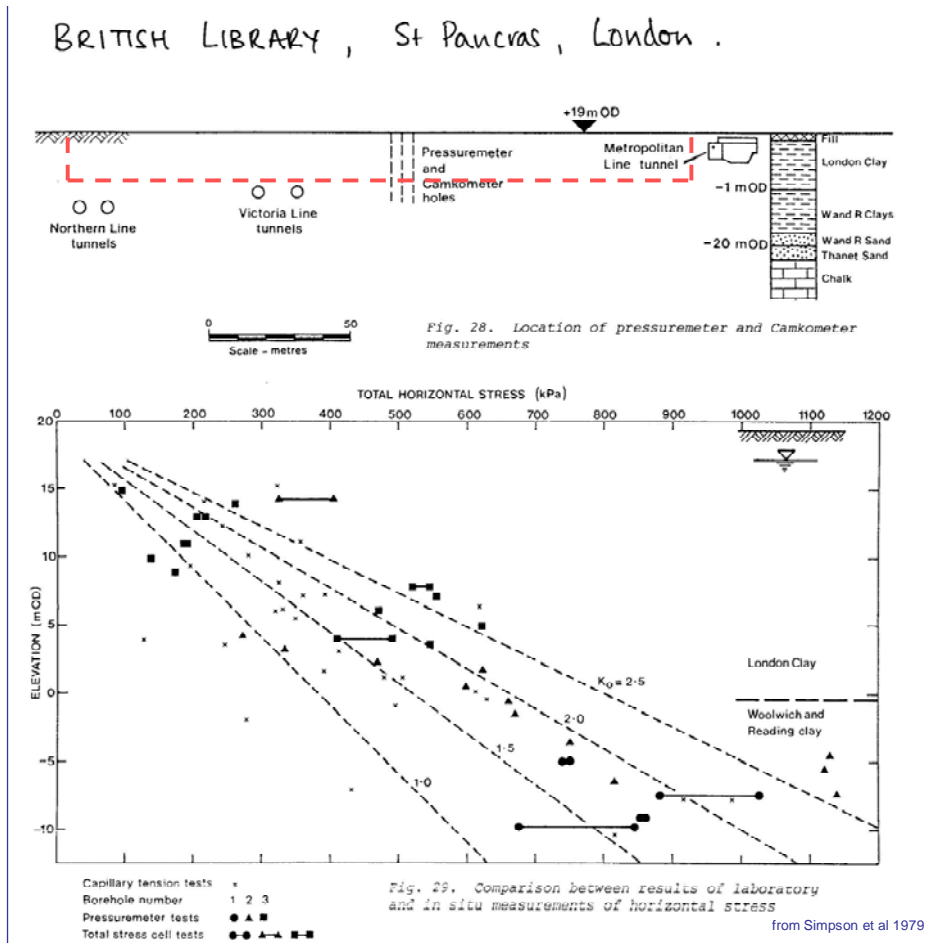 BRITISH LIBRARY, St Pancras, London.
+19m OD
Pressuremeter
and
Camkometer
holes
Metropolitan
Line tunnel
Northern Line
tunnels
Victoria Line
tunnels
Fill
London Clay
-1 mOD
W and R Clays
-20 mOD
W and R Sand
Thanet Sand
Chalk
0 50
Scale - metres
Fig. 28. Location of pressuremeter and Camkometer
measurements
TOTAL HORIZONTAL STRESS (kPa)
0 100 200 300 400 500 600 700 800 900 1000 1100 1200
ELEVATION (mOD)
20
15
10
5
0
-5
-10
K₀ = 2·5
2·0
1·5
1·0
London Clay
Woolwich and
Reading clay
Capillary tension tests x
Borehole number 1 2 3
Pressuremeter tests
Total stress cell tests
Fig. 29. Comparison between results of laboratory
and in situ measurements of horizontal stress
from Simpson et al 1979